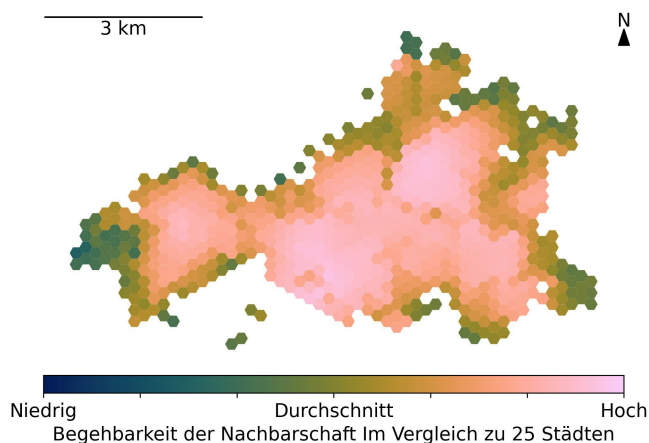 3 km
N
Niedrig Durchschnitt Hoch
Begehbarkeit der Nachbarschaft Im Vergleich zu 25 Städten